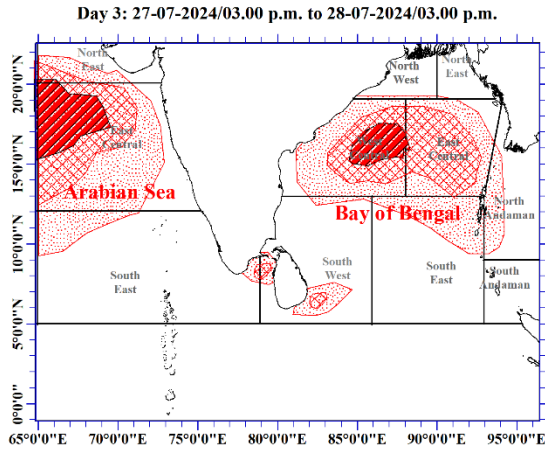 Day 3: 27-07-2024/03.00 p.m. to 28-07-2024/03.00 p.m.
North
East
North
West
North
East
East
Central
Central
East
Central
Arabian Sea
Bay of Bengal
North
Andaman
South
East
South
West
South
East
South
Andaman
20°0'0"N
15°0'0"N
10°0'0"N
5°0'0"N
0°0'0"
65°0'0"E
70°0'0"E
75°0'0"E
80°0'0"E
85°0'0"E
90°0'0"E
95°0'0"E